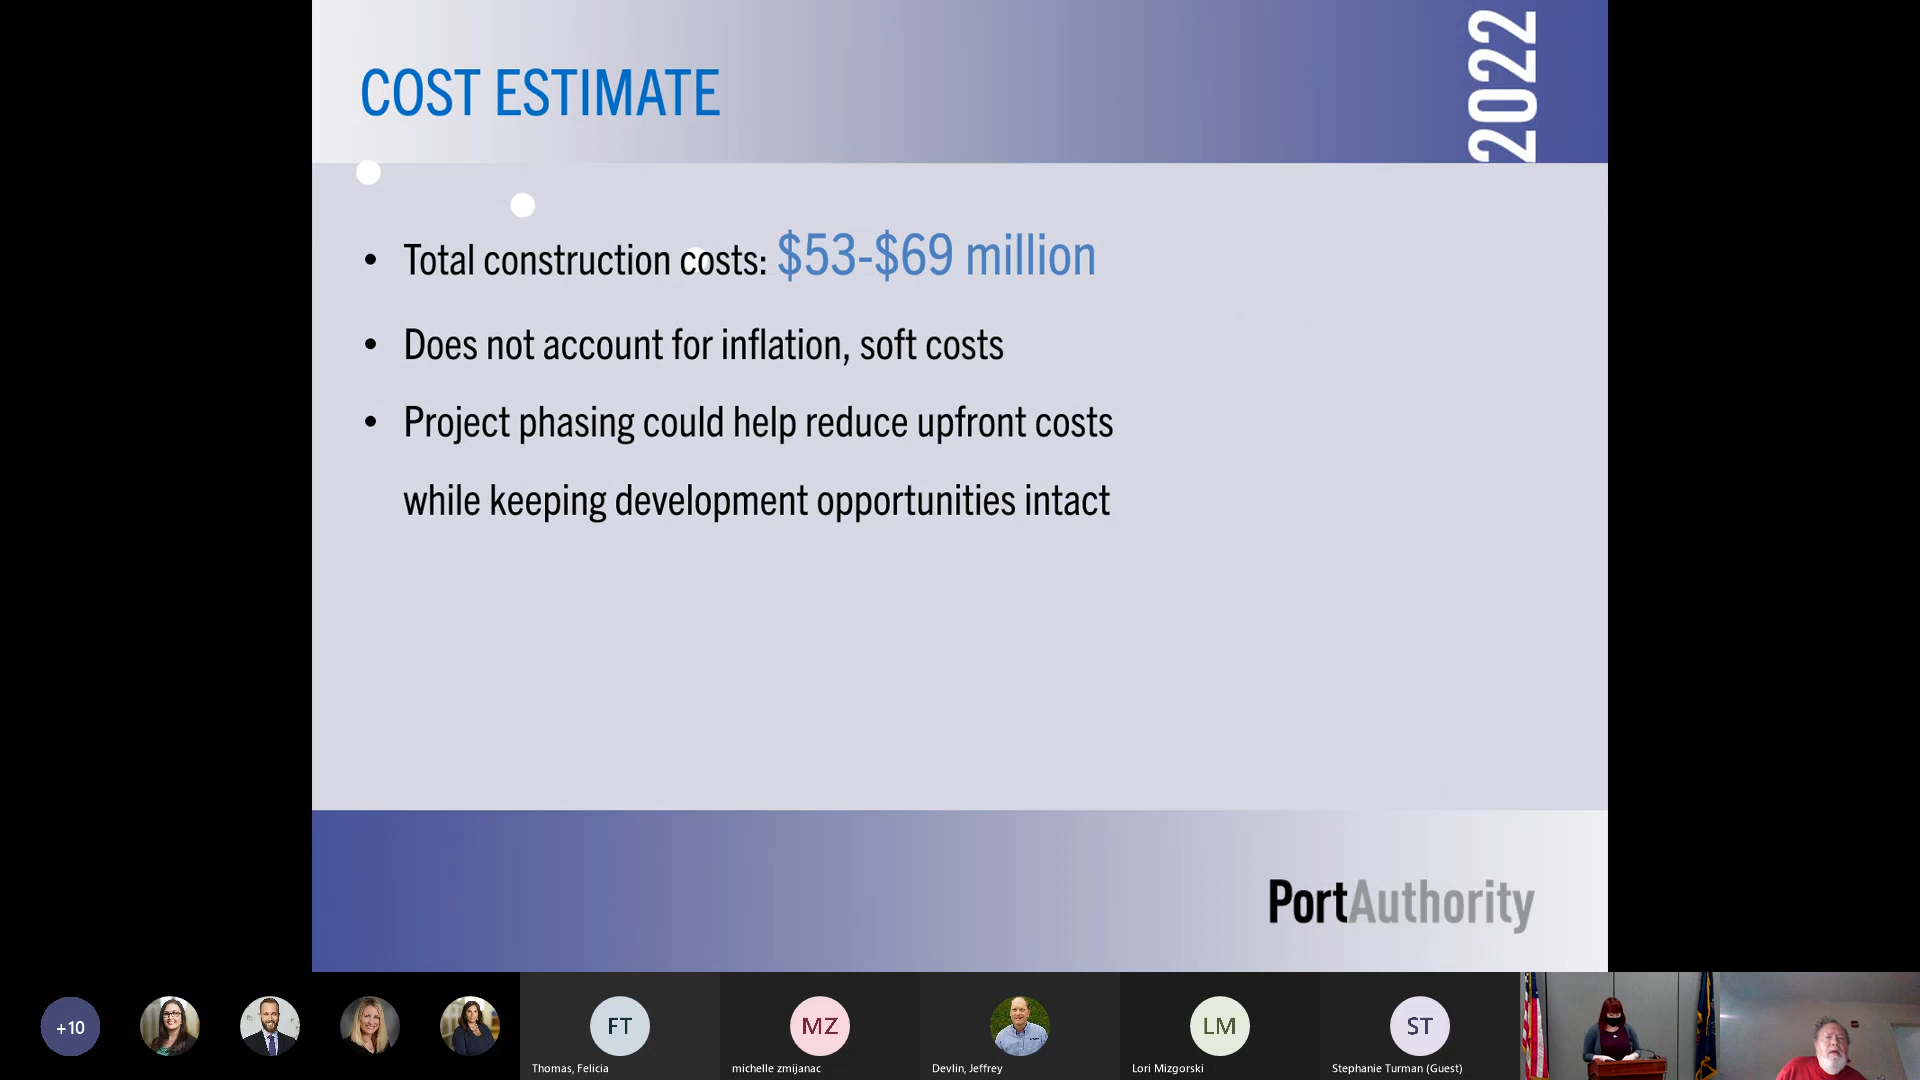 COST ESTIMATE
2022
• Total construction costs: $53-$69 million
• Does not account for inflation, soft costs
• Project phasing could help reduce upfront costs
while keeping development opportunities intact
PortAuthority
+10
FT
MZ
LM
ST
Thomas, Felicia
michelle zmijanac
Devlin, Jeffrey
Lori Mizgorski
Stephanie Turman (Guest)